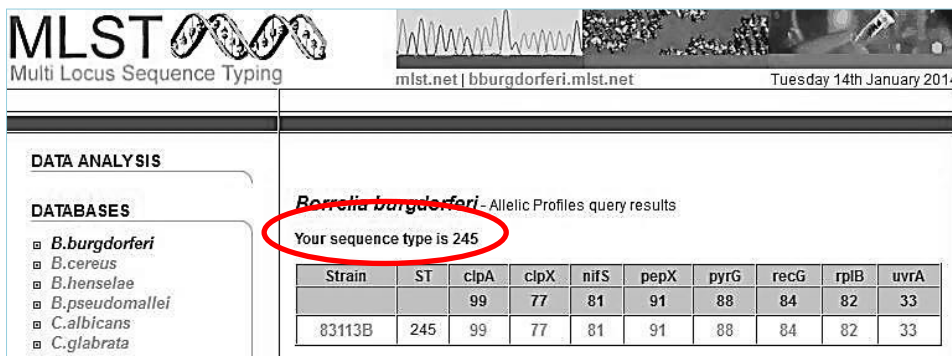 MLST
Multi Locus Sequence Typing
mlst.net | bburgdorferi.mlst.net
Tuesday 14th January 2014
DATA ANALYSIS
DATABASES
B.burgdorferi
B.cereus
B.henselae
B.pseudomallei
C.albicans
C.glabrata
Borrelia burgdorferi - Allelic Profiles query results
Your sequence type is 245
Strain ST clpA clpX nifS pepX pyrG recG rplB uvrA
99 77 81 91 88 84 82 33
83113B 245 99 77 81 91 88 84 82 33